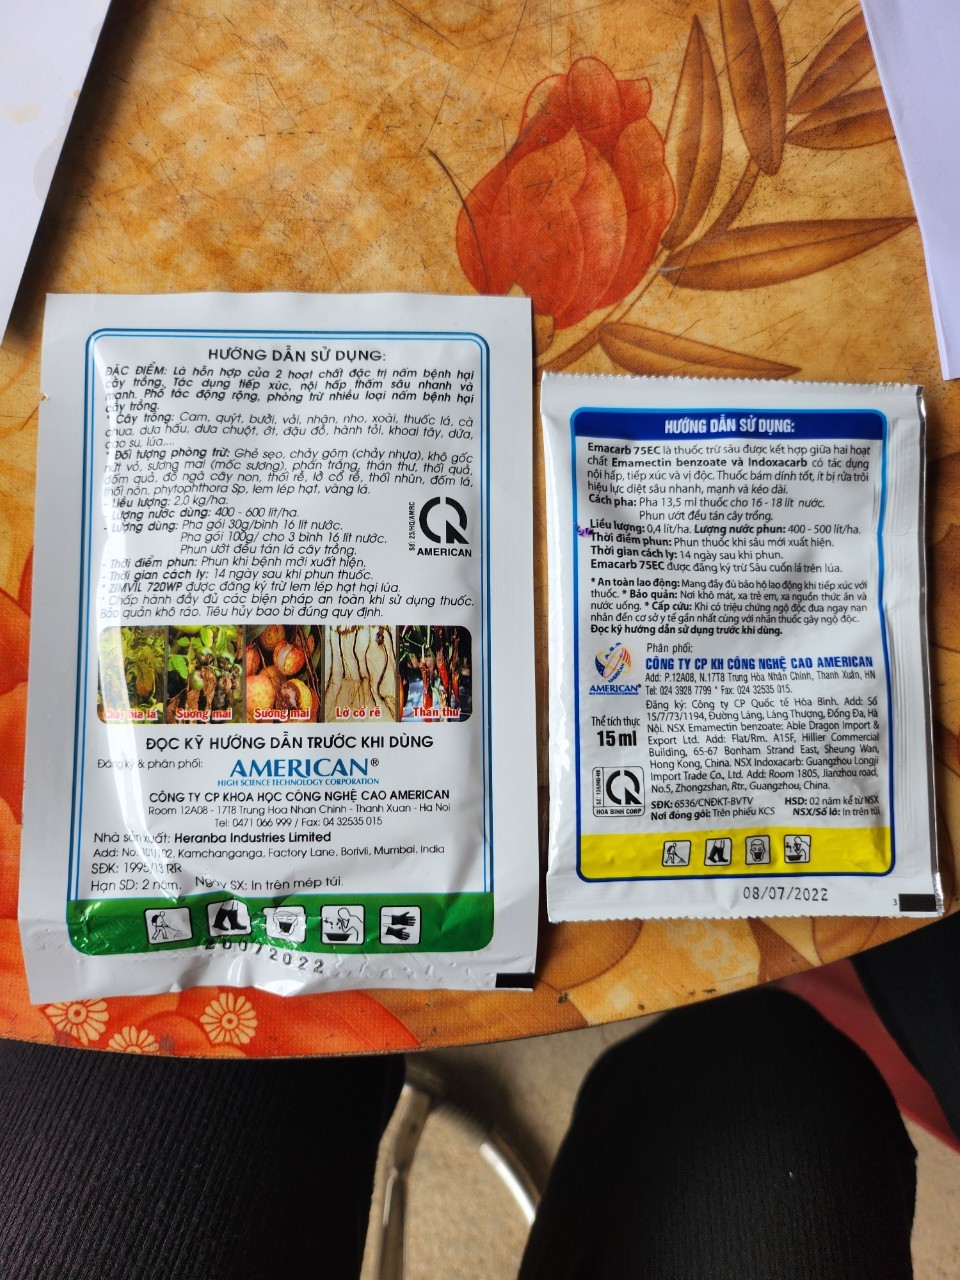 HƯỚNG DẪN SỬ DỤNG:
ĐẶC ĐIỂM: Là hỗn hợp của 2 hoạt chất đặc trị nấm bệnh hại
cây trồng. Tác dụng tiếp xúc, nội hấp thấm sâu nhanh và
mạnh. Phổ tác động rộng, phòng trừ nhiều loại nấm bệnh hại
cây trồng.
* Cây trồng: Cam, quýt, bưởi, vải, nhãn, nho, xoài, thuốc lá, cà
chua, dưa hấu, dưa chuột, ớt, đậu đỗ, hành tỏi, khoai tây, dứa,
cao su, lúa,...
* Đối tượng phòng trừ: Ghẻ sẹo, chảy gôm (chảy nhựa), khô gốc
nứt vỏ, sương mai (mốc sương), phấn trắng, thán thư, thối quả,
đốm quả, đổ ngã cây non, thối rễ, lở cổ rễ, thối nhũn, đốm lá,
thối nõn, phytophthora Sp, lem lép hạt, vàng lá.
- Liều lượng: 2,0 kg/ha.
- Lượng nước dùng: 400 - 600 lít/ha.
- Lượng dùng: Pha gói 30g/bình 16 lít nước.
Pha gói 100g/ cho 3 bình 16 lít nước.
Phun ướt đều tán lá cây trồng.
- Thời điểm phun: Phun khi bệnh mới xuất hiện.
- Thời gian cách ly: 14 ngày sau khi phun thuốc.
* ZIMVIL 720WP được đăng ký trừ lem lép hạt hại lúa.
* Chấp hành đầy đủ các biện pháp an toàn khi sử dụng thuốc.
Bảo quản khô ráo. Tiêu hủy bao bì đúng quy định.
Số: 23/HQ/AMRC
AMERICAN
Cháy bìa lá Sương mai Sương mai Lở cổ rễ Thán thư
ĐỌC KỸ HƯỚNG DẪN TRƯỚC KHI DÙNG
Đăng ký & phân phối:
AMERICAN®
HIGH SCIENCE TECHNOLOGY CORPORATION
CÔNG TY CP KHOA HỌC CÔNG NGHỆ CAO AMERICAN
Room 12A08 - 17T8 Trung Hoa Nhan Chinh - Thanh Xuan - Ha Noi
Tel: 0471 066 999 / Fax: 04 32535 015
Nhà sản xuất: Heranba Industries Limited
Add: No. 101/102, Kamchanganga, Factory Lane, Borivli, Mumbai, India
SĐK: 1995/13 RR
Hạn SD: 2 năm. Ngày SX: In trên mép túi.
26072022
HƯỚNG DẪN SỬ DỤNG:
Emacarb 75EC là thuốc trừ sâu được kết hợp giữa hai hoạt
chất Emamectin benzoate và Indoxacarb có tác dụng
nội hấp, tiếp xúc và vị độc. Thuốc bám dính tốt, ít bị rửa trôi
hiệu lực diệt sâu nhanh, mạnh và kéo dài.
Cách pha: Pha 13,5 ml thuốc cho 16 - 18 lít nước.
Phun ướt đều tán cây trồng.
Liều lượng: 0,4 lít/ha. Lượng nước phun: 400 - 500 lít/ha.
Thời điểm phun: Phun thuốc khi sâu mới xuất hiện.
Thời gian cách ly: 14 ngày sau khi phun.
Emacarb 75EC được đăng ký trừ Sâu cuốn lá trên lúa.
* An toàn lao động: Mang đầy đủ bảo hộ lao động khi tiếp xúc với
thuốc. * Bảo quản: Nơi khô mát, xa trẻ em, xa nguồn thức ăn và
nước uống. * Cấp cứu: Khi có triệu chứng ngộ độc đưa ngay nạn
nhân đến cơ sở y tế gần nhất cùng với nhãn thuốc gây ngộ độc.
Đọc kỹ hướng dẫn sử dụng trước khi dùng.
Phân phối:
CÔNG TY CP KH CÔNG NGHỆ CAO AMERICAN
Add: P.12A08, N.17T8 Trung Hòa Nhân Chính, Thanh Xuân, HN
Tel: 024 3928 7799 * Fax: 024 32535 015.
AMERICAN®
Đăng ký: Công ty CP Quốc tế Hòa Bình. Add: Số
15/7/73/1194, Đường Láng, Láng Thượng, Đống Đa, Hà
Nội. NSX Emamectin benzoate: Able Dragon Import &
Export Ltd. Add: Flat/Rm. A15F, Hillier Commercial
Building, 65-67 Bonham Strand East, Sheung Wan,
Hong Kong, China. NSX Indoxacarb: Guangzhou Longji
Import Trade Co., Ltd. Add: Room 1805, Jianzhou road,
No.5, Zhongshan, Rtr., Guangzhou, China.
Thể tích thực
15 ml
HOA BINH CORP
SĐK: 6536/CNĐKT-BVTV HSD: 02 năm kể từ NSX
Nơi đóng gói: Trên phiếu KCS NSX/Số lô: In trên túi
08/07/2022
3